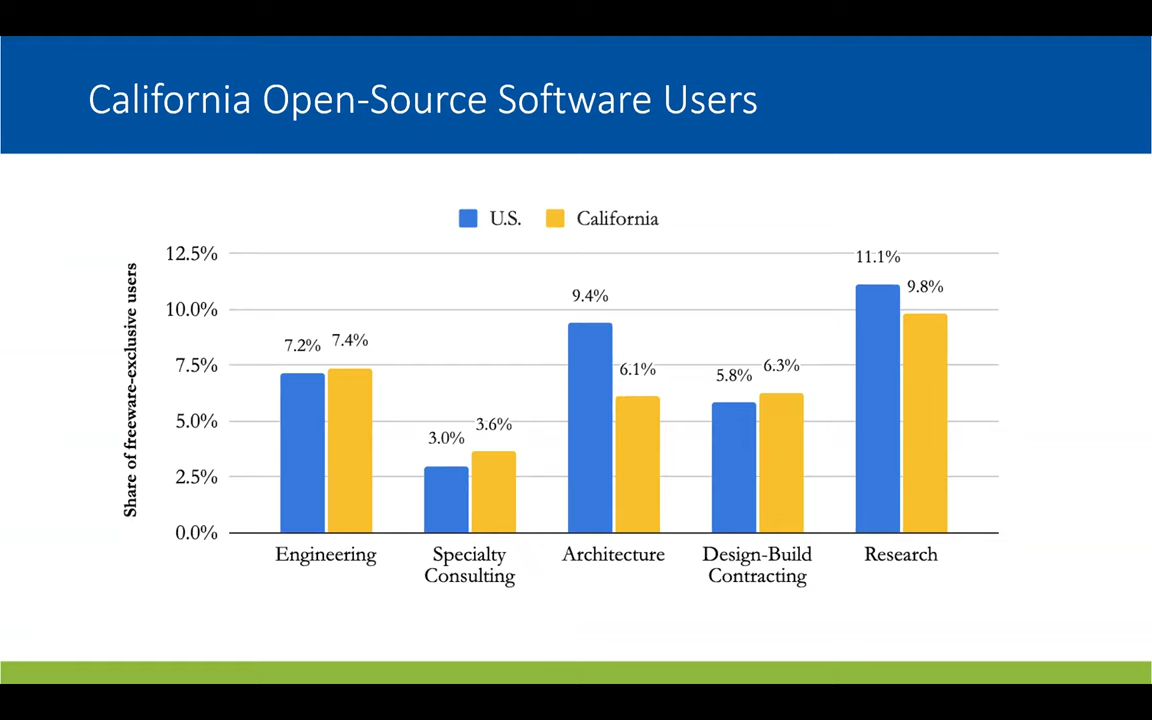 California Open-Source Software Users
U.S. California
Share of freeware-exclusive users
12.5%
10.0%
7.5%
5.0%
2.5%
0.0%
7.2% 7.4%
3.0% 3.6%
9.4% 6.1%
5.8% 6.3%
11.1% 9.8%
Engineering
Specialty
Consulting
Architecture
Design-Build
Contracting
Research